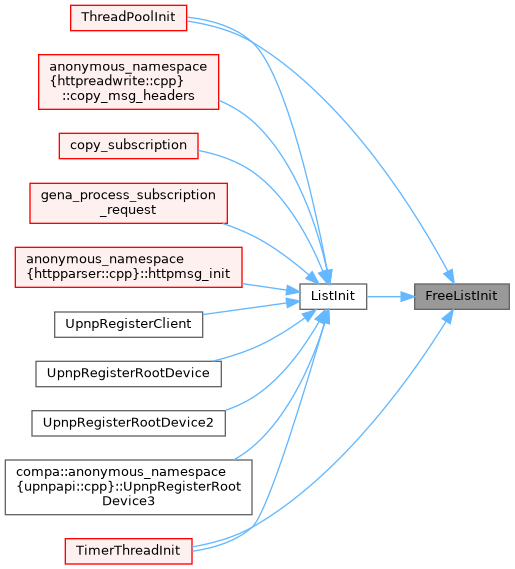 ThreadPoolInit
anonymous_namespace
{httpreadwrite::cpp}
::copy_msg_headers
copy_subscription
gena_process_subscription
_request
anonymous_namespace
{httpparser::cpp}::httpmsg_init
ListInit
FreeListInit
UpnpRegisterClient
UpnpRegisterRootDevice
UpnpRegisterRootDevice2
compa::anonymous_namespace
{upnpapi::cpp}::UpnpRegisterRoot
Device3
TimerThreadInit